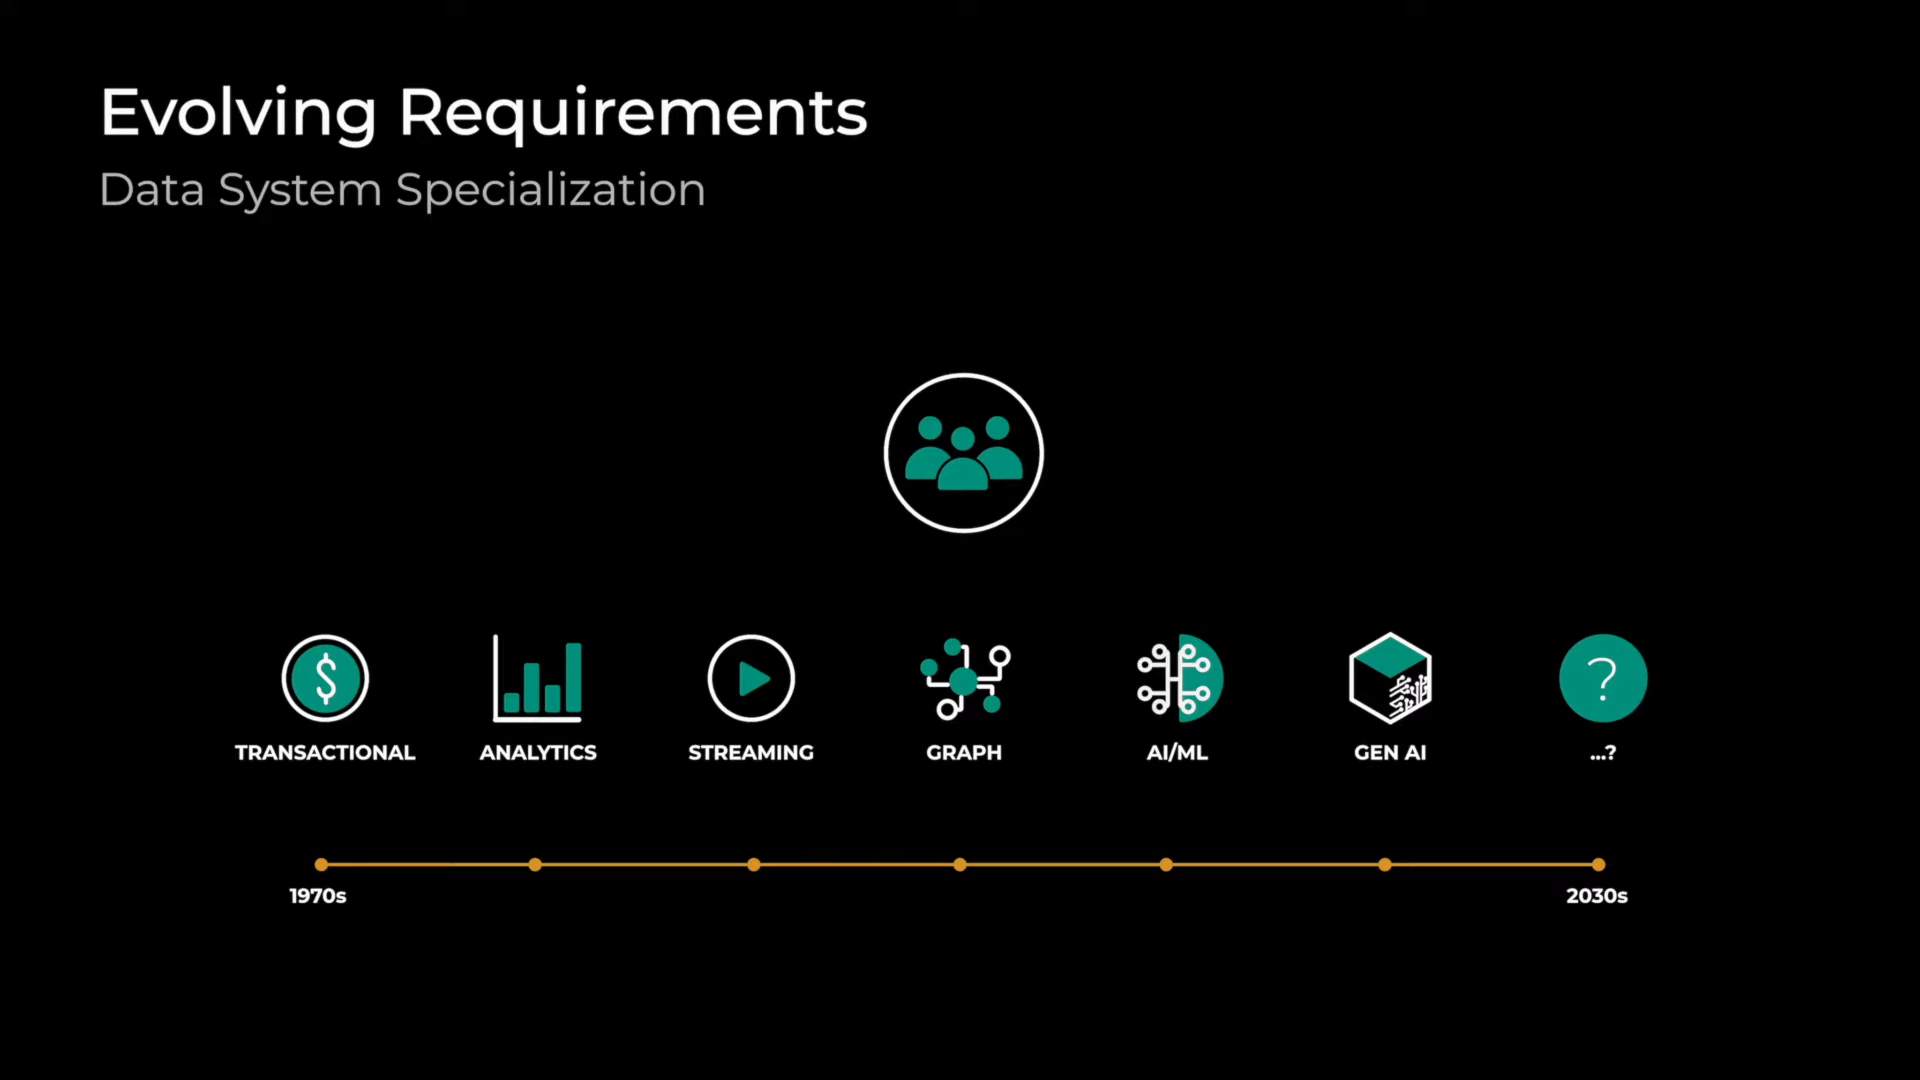 Evolving Requirements
Data System Specialization
$
?
TRANSACTIONAL
ANALYTICS
STREAMING
GRAPH
AI/ML
GEN AI
...?
1970s
2030s